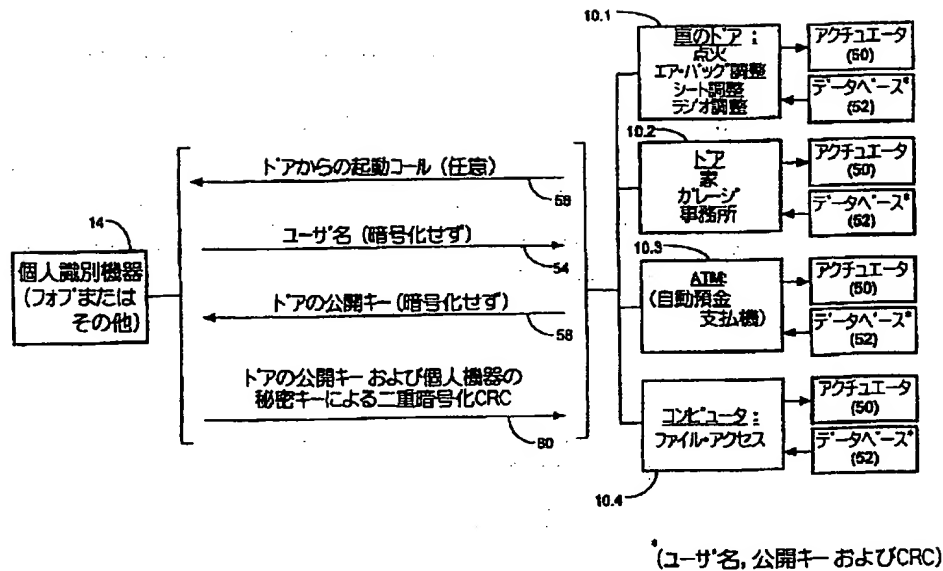 10.1
車のドア：
点火
エア・バッグ調整
シート調整
ラジオ調整
アクチュエータ
(50)
データベース*
(52)
10.2
ドア
家
ガレージ
事務所
アクチュエータ
(50)
データベース*
(52)
10.3
ATM:
(自動預金
支払機)
アクチュエータ
(50)
データベース*
(52)
コンピュータ：
ファイル・アクセス
10.4
アクチュエータ
(50)
データベース*
(52)
14
個人識別機器
(フォブまたは
その他)
ドアからの起動コール (任意)
58
ユーザ名 (暗号化せず)
54
ドアの公開キー (暗号化せず)
58
ドアの公開キーおよび個人機器の
秘密キーによる二重暗号化CRC
60
*(ユーザ名, 公開キーおよびCRC)